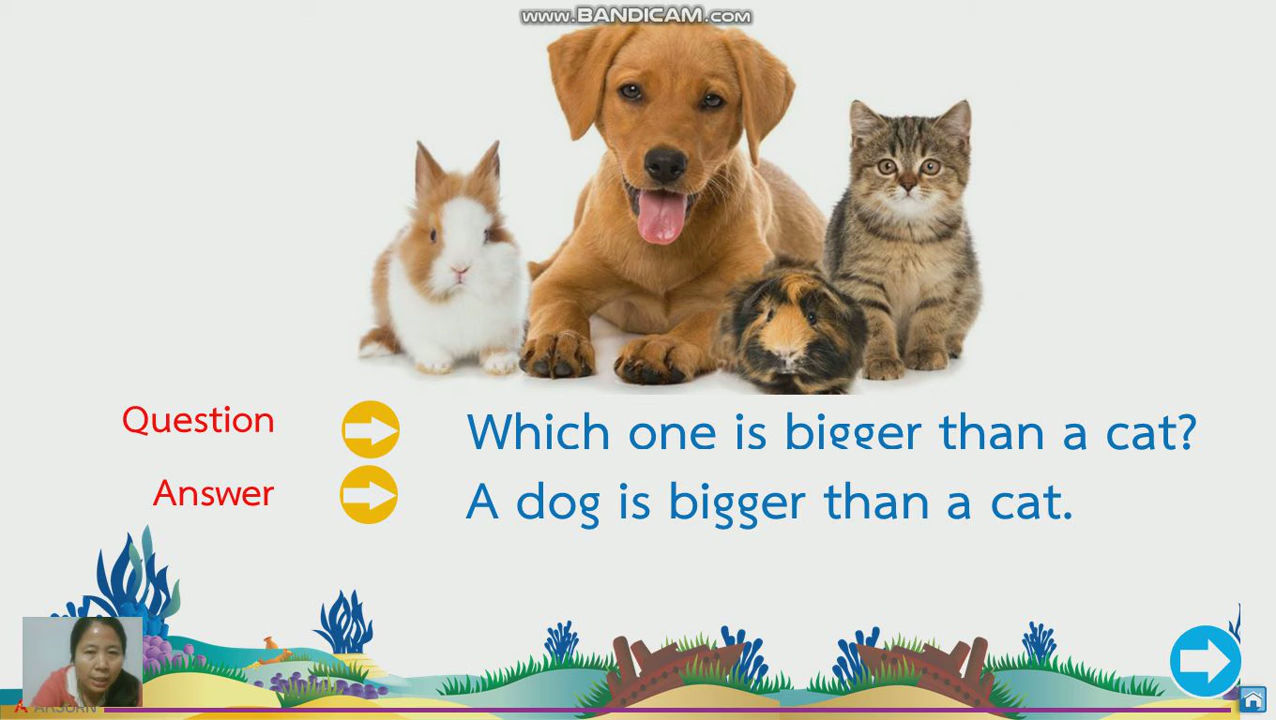 www.BANDICAM.com
Question
Which one is bigger than a cat?
Answer
A dog is bigger than a cat.